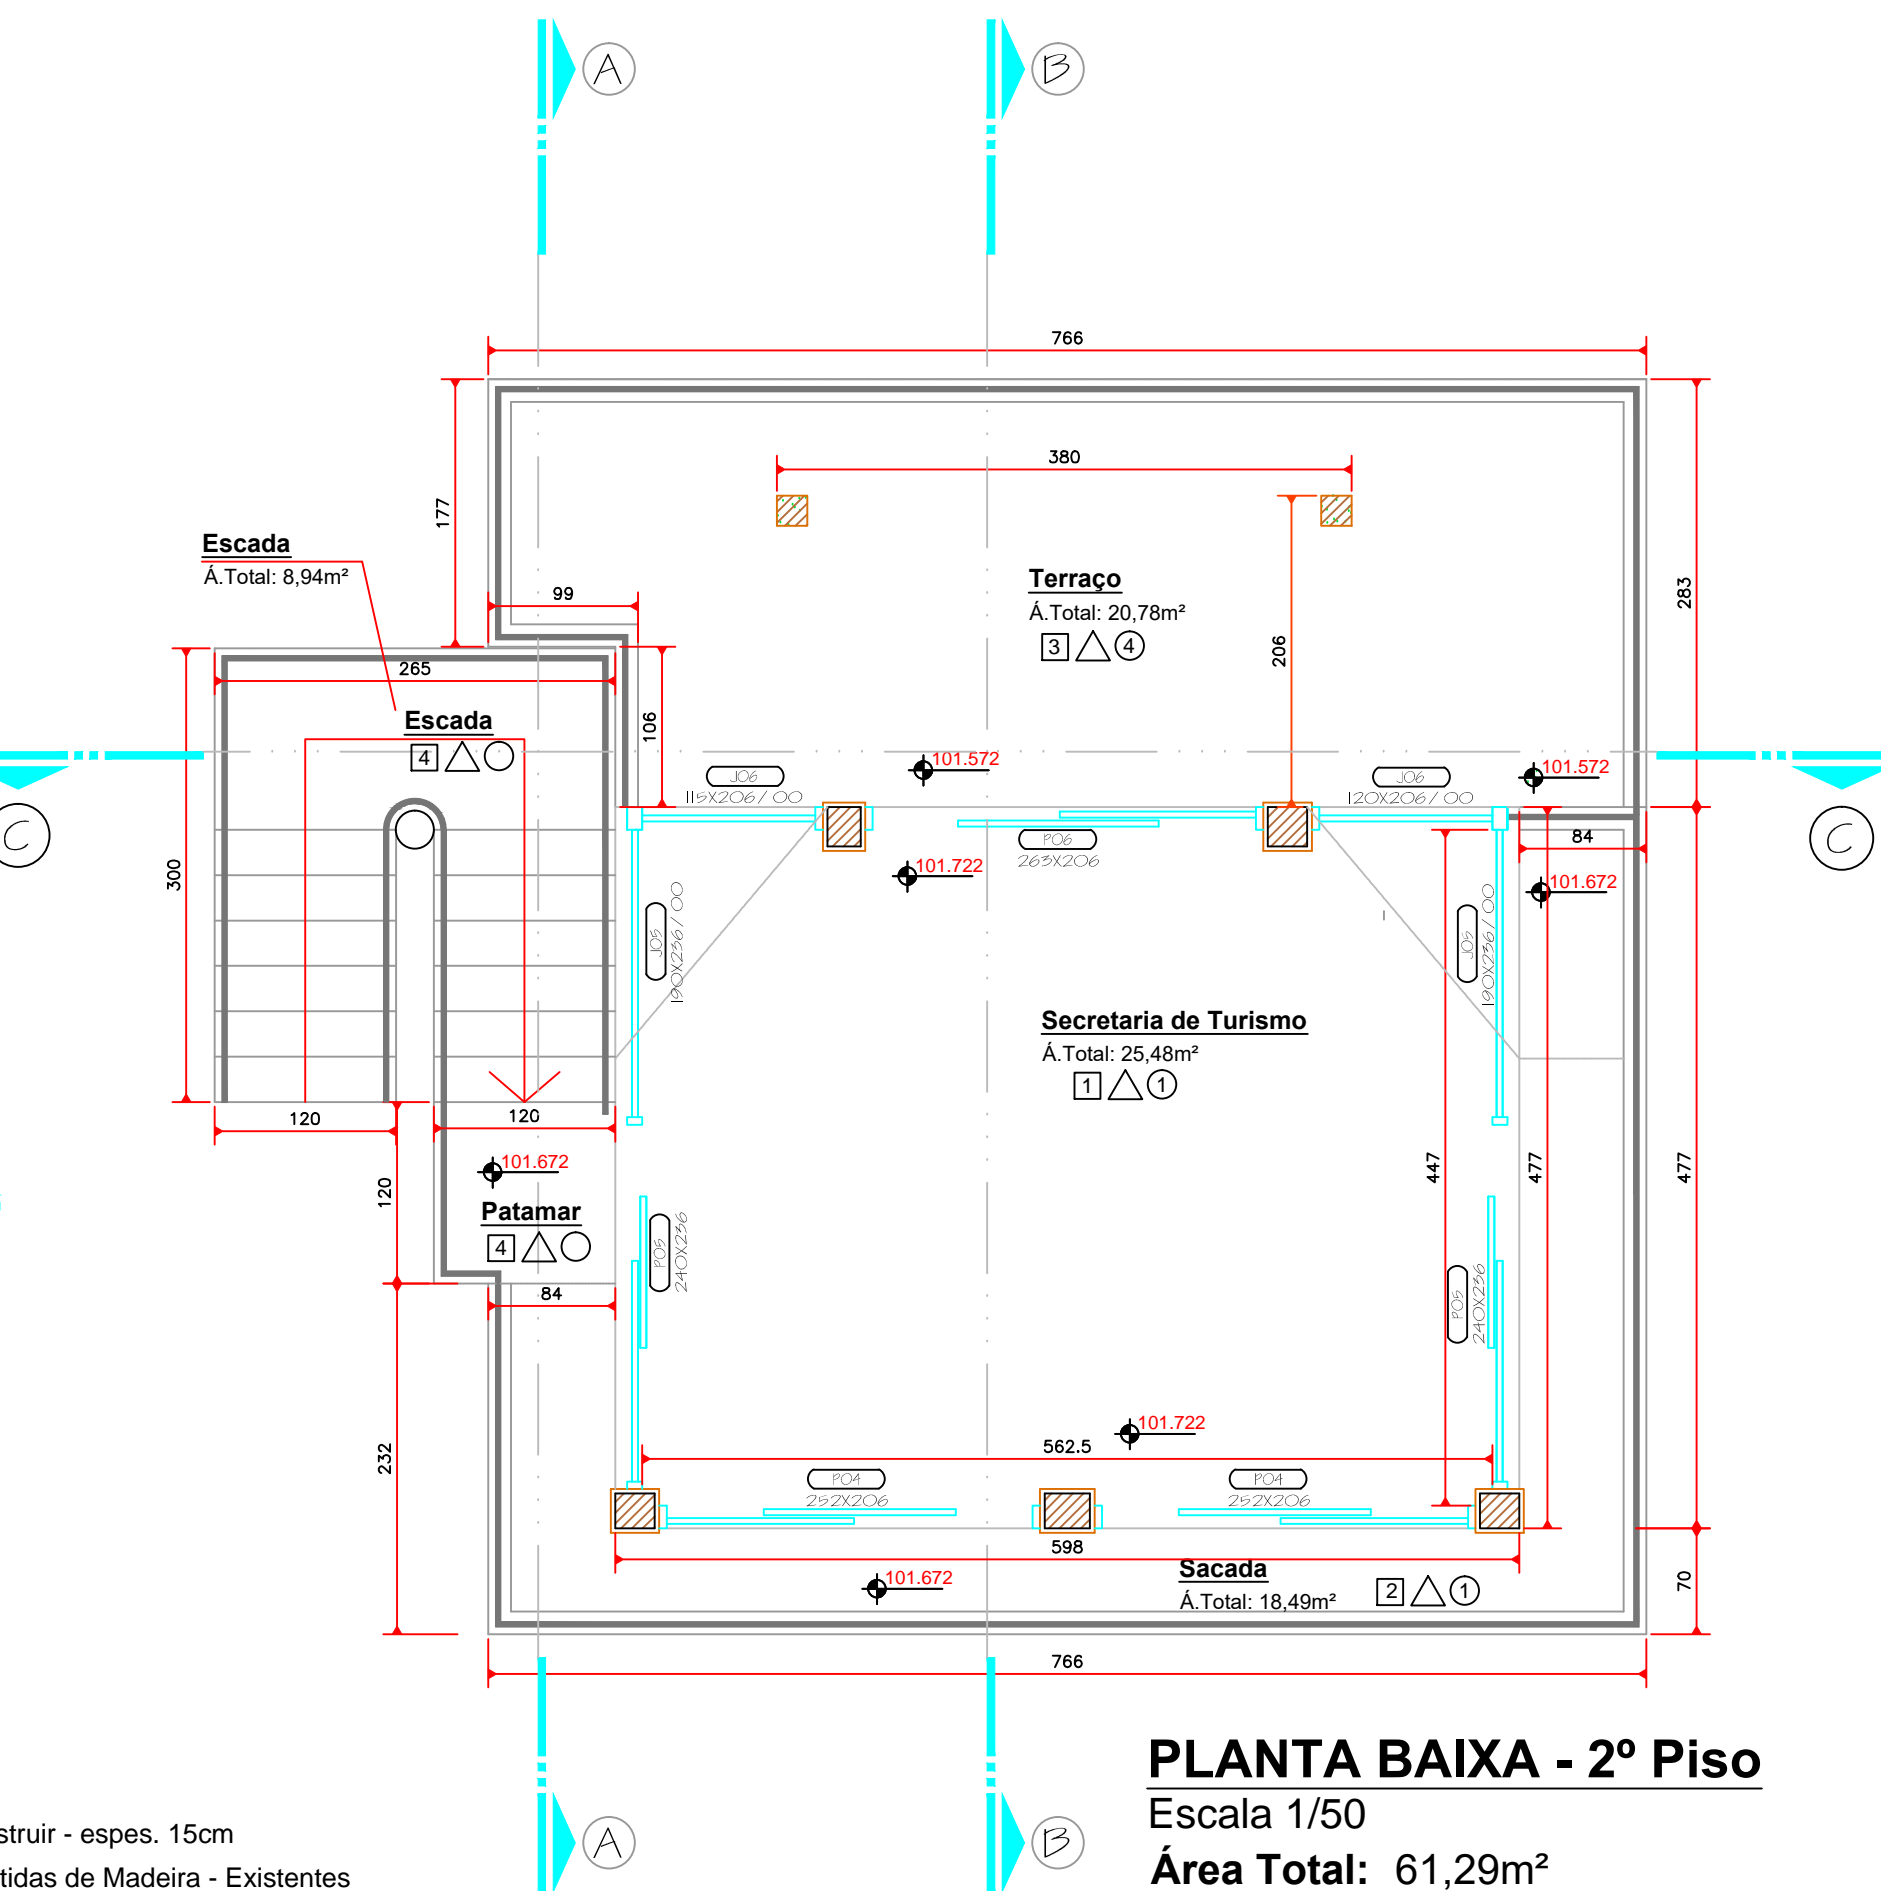 A
B
766
380
177
Escada
Á.Total: 8,94m²
99
Terraço
Á.Total: 20,78m²
3 4
283
206
265
Escada
4
106
101.572
101.572
J06
115X206/00
J06
120X206/00
C
C
P06
263X206
84
101.722
101.672
300
J05
190X236/00
J05
190X236/00
Secretaria de Turismo
Á.Total: 25,48m²
1 1
120
120
101.672
120
Patamar
4
447
477
477
P05
240X236
P05
240X236
84
101.722
562.5
232
P04
252X206
P04
252X206
598
Sacada
Á.Total: 18,49m²
2 1
101.672
70
766
PLANTA BAIXA - 2º Piso
Escala 1/50
Área Total: 61,29m²
A
B
struir - espes. 15cm
tidas de Madeira - Existentes